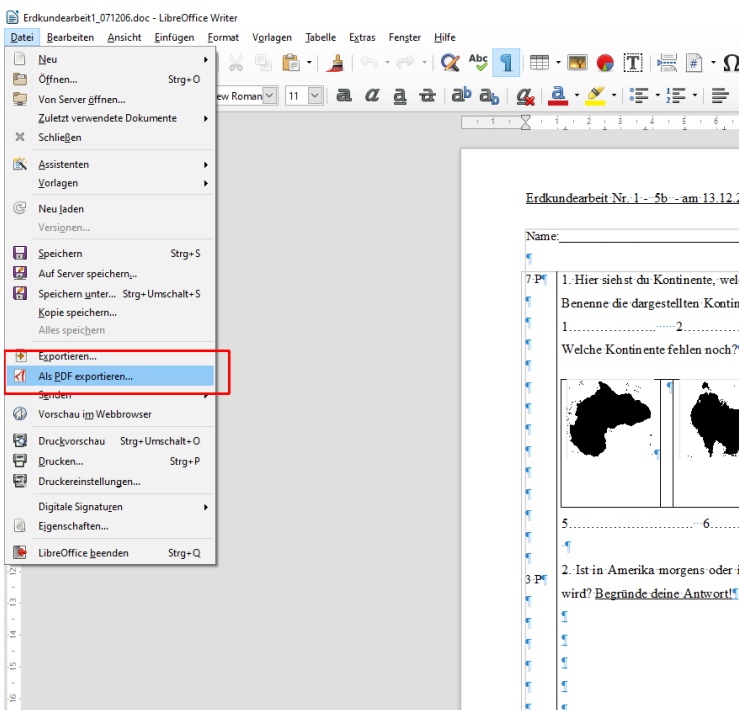 Erdkundearbeit1_071206.doc - LibreOffice Writer
Datei Bearbeiten Ansicht Einfügen Format Vorlagen Tabelle Extras Fenster Hilfe
Neu
Öffnen... Strg+O
Von Server öffnen...
Zuletzt verwendete Dokumente
Schließen
Assistenten
Vorlagen
Neu laden
Versionen...
Speichern Strg+S
Auf Server speichern...
Speichern unter... Strg+Umschalt+S
Kopie speichern...
Alles speichern
Exportieren...
Als PDF exportieren...
Senden
Vorschau im Webbrowser
Druckvorschau Strg+Umschalt+O
Drucken... Strg+P
Druckereinstellungen...
Digitale Signaturen
Eigenschaften...
LibreOffice beenden Strg+Q
ew Roman 11
Erdkundearbeit Nr. 1 - 5b - am 13.12.
Name:
7 P 1. Hier siehst du Kontinente,
Benenne die dargestellten
1....................2..............
Welche Kontinente fehlen noch?
5........................6..........
3 P 2. Ist in Amerika morgens oder
wird? Begründe deine Antwort!